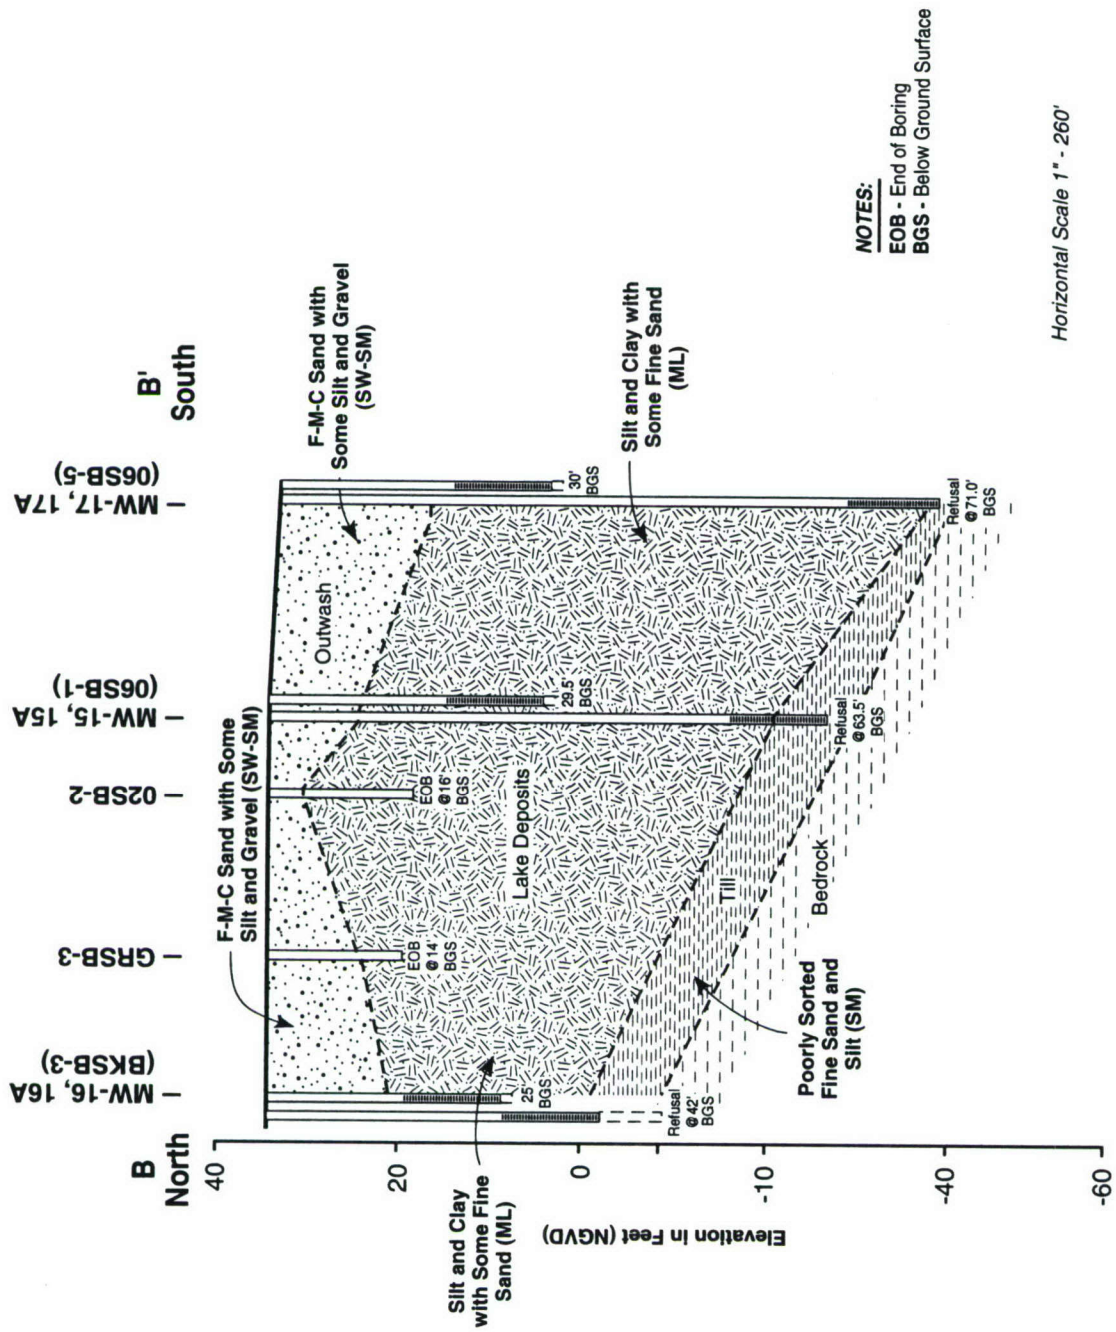 B
North
B'
South
MW-16, 16A
(BKSB-3)
GRSB-3
02SB-2
MW-15, 15A
(06SB-1)
MW-17, 17A
(06SB-5)
F-M-C Sand with Some
Silt and Gravel (SW-SM)
F-M-C Sand with
Some Silt and Gravel
(SW-SM)
Outwash
40
20
0
-10
-40
-60
Elevation in Feet (NGVD)
EOB
@14'
BGS
EOB
@16'
BGS
25'
BGS
29.5'
BGS
30'
BGS
Lake Deposits
Silt and Clay
with Some Fine
Sand (ML)
Silt and Clay with
Some Fine Sand
(ML)
Refusal
@42'
BGS
Refusal
@63.5'
BGS
Refusal
@71.0'
BGS
Till
Bedrock
Poorly Sorted
Fine Sand and
Silt (SM)
NOTES:
EOB - End of Boring
BGS - Below Ground Surface
Horizontal Scale 1" - 260'